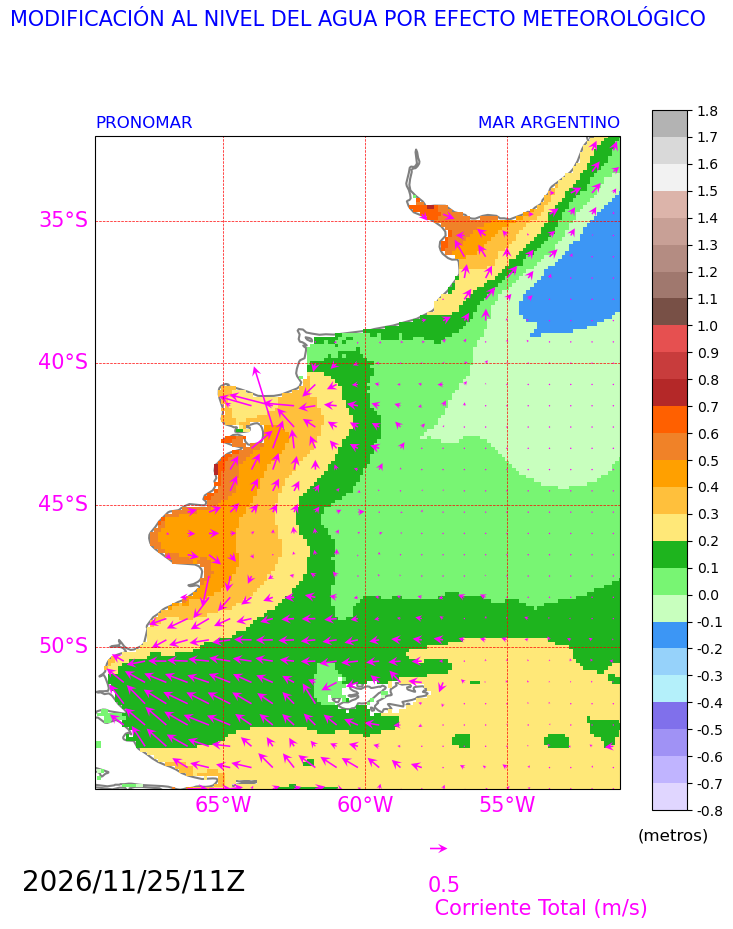 MODIFICACIÓN AL NIVEL DEL AGUA POR EFECTO METEOROLÓGICO
PRONOMAR
MAR ARGENTINO
35°S
40°S
45°S
50°S
65°W
60°W
55°W
1.8
1.7
1.6
1.5
1.4
1.3
1.2
1.1
1.0
0.9
0.8
0.7
0.6
0.5
0.4
0.3
0.2
0.1
0.0
-0.1
-0.2
-0.3
-0.4
-0.5
-0.6
-0.7
-0.8
(metros)
2026/11/25/11Z
0.5
Corriente Total (m/s)